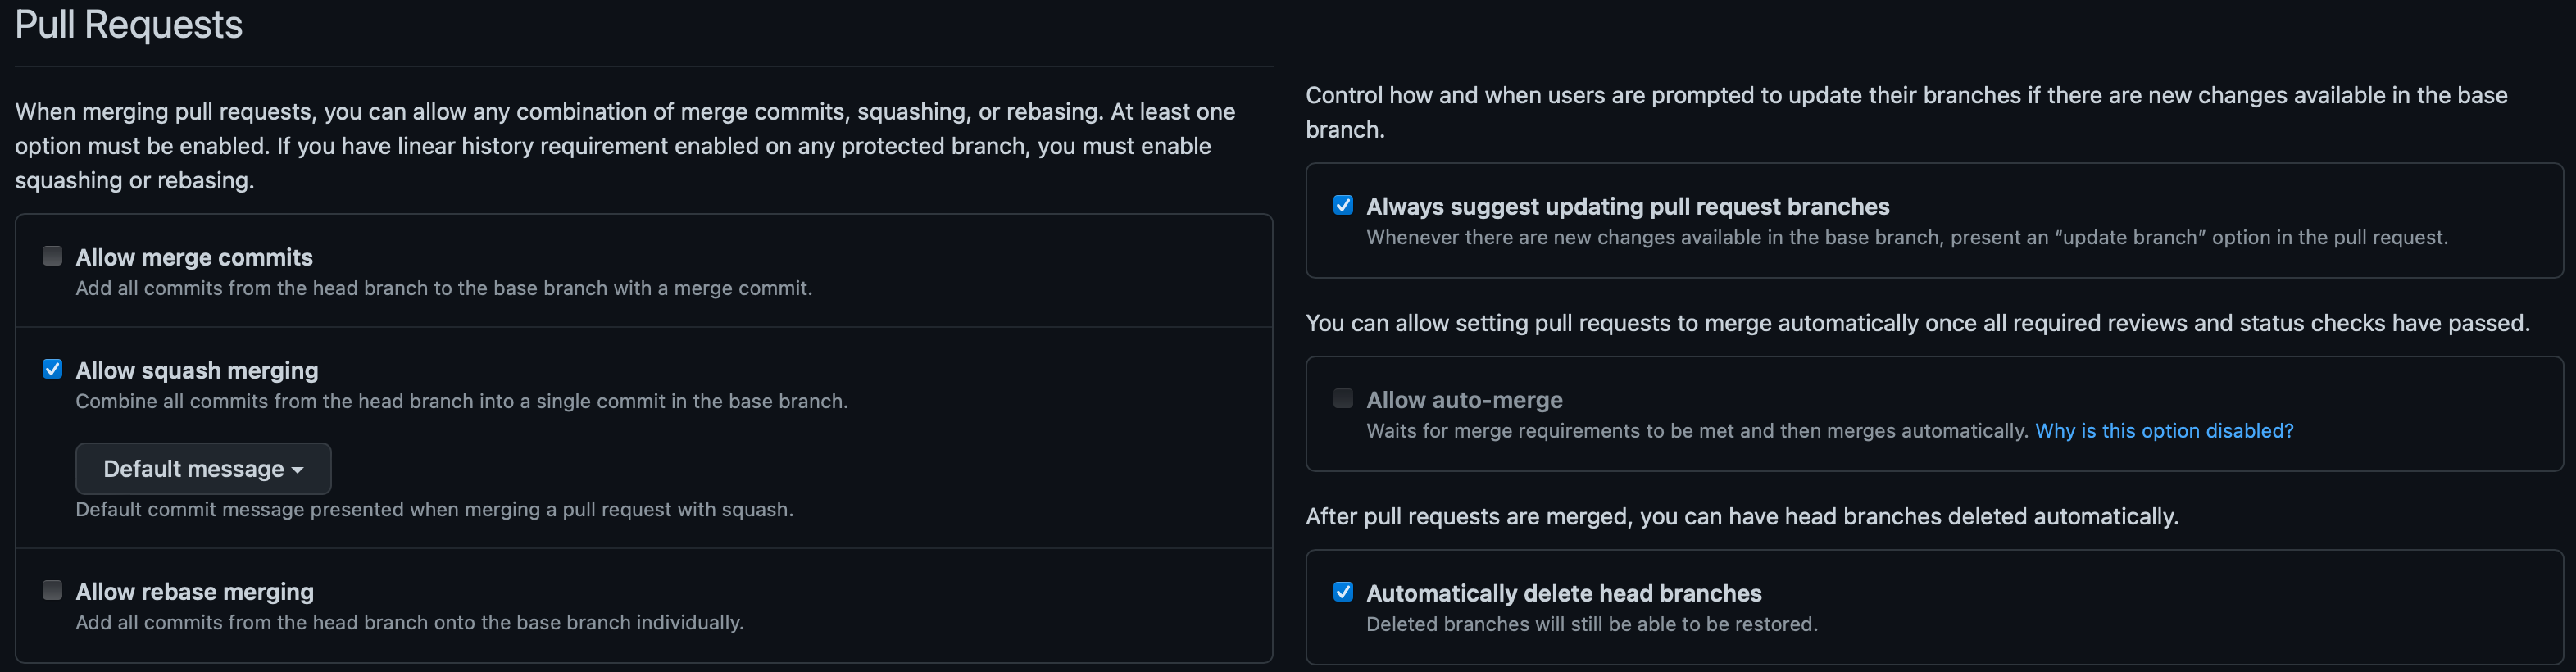 Pull Requests
When merging pull requests, you can allow any combination of merge commits, squashing, or rebasing. At least one
option must be enabled. If you have linear history requirement enabled on any protected branch, you must enable
squashing or rebasing.
Allow merge commits
Add all commits from the head branch to the base branch with a merge commit.
Allow squash merging
Combine all commits from the head branch into a single commit in the base branch.
Default message
Default commit message presented when merging a pull request with squash.
Allow rebase merging
Add all commits from the head branch onto the base branch individually.
Control how and when users are prompted to update their branches if there are new changes available in the base
branch.
Always suggest updating pull request branches
Whenever there are new changes available in the base branch, present an “update branch” option in the pull request.
You can allow setting pull requests to merge automatically once all required reviews and status checks have passed.
Allow auto-merge
Waits for merge requirements to be met and then merges automatically. Why is this option disabled?
After pull requests are merged, you can have head branches deleted automatically.
Automatically delete head branches
Deleted branches will still be able to be restored.